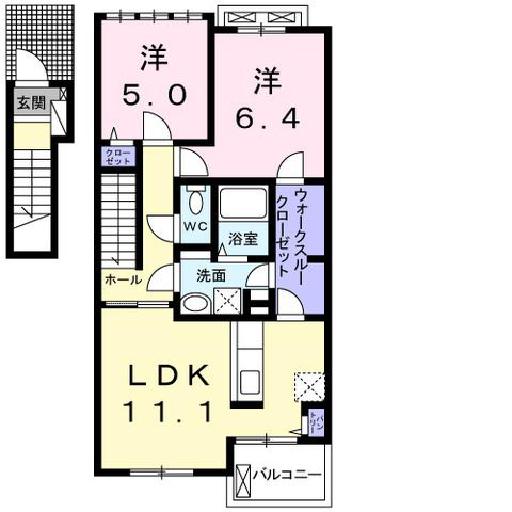 玄関
洋
5.0
洋
6.4
クロー
ゼット
WC
浴室
ウォークスルー
クローゼット
洗面
ホール
LDK
11.1
バルコニー